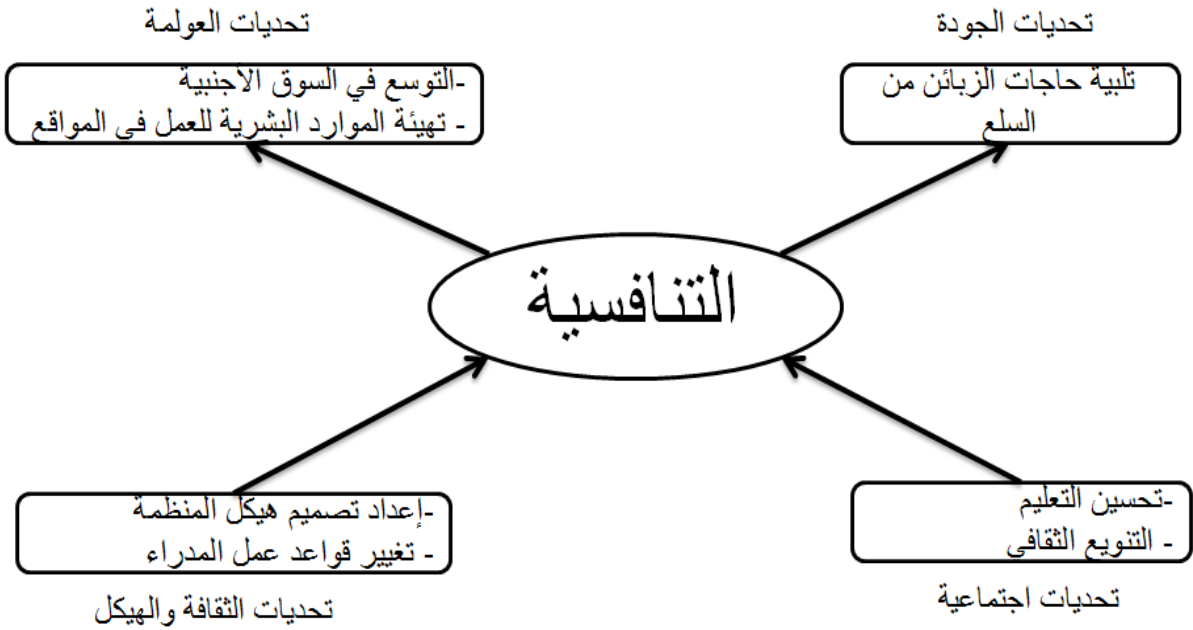 تحديات الجودة
تلبية حاجات الزبائن من
السلع
تحديات العولمة
-التوسع في السوق الأجنبية
- تهيئة الموارد البشرية للعمل في المواقع
التنافسية
-تحسين التعليم
- التنويع الثقافي
تحديات اجتماعية
-إعداد تصميم هيكل المنظمة
- تغيير قواعد عمل المدراء
تحديات الثقافة والهيكل